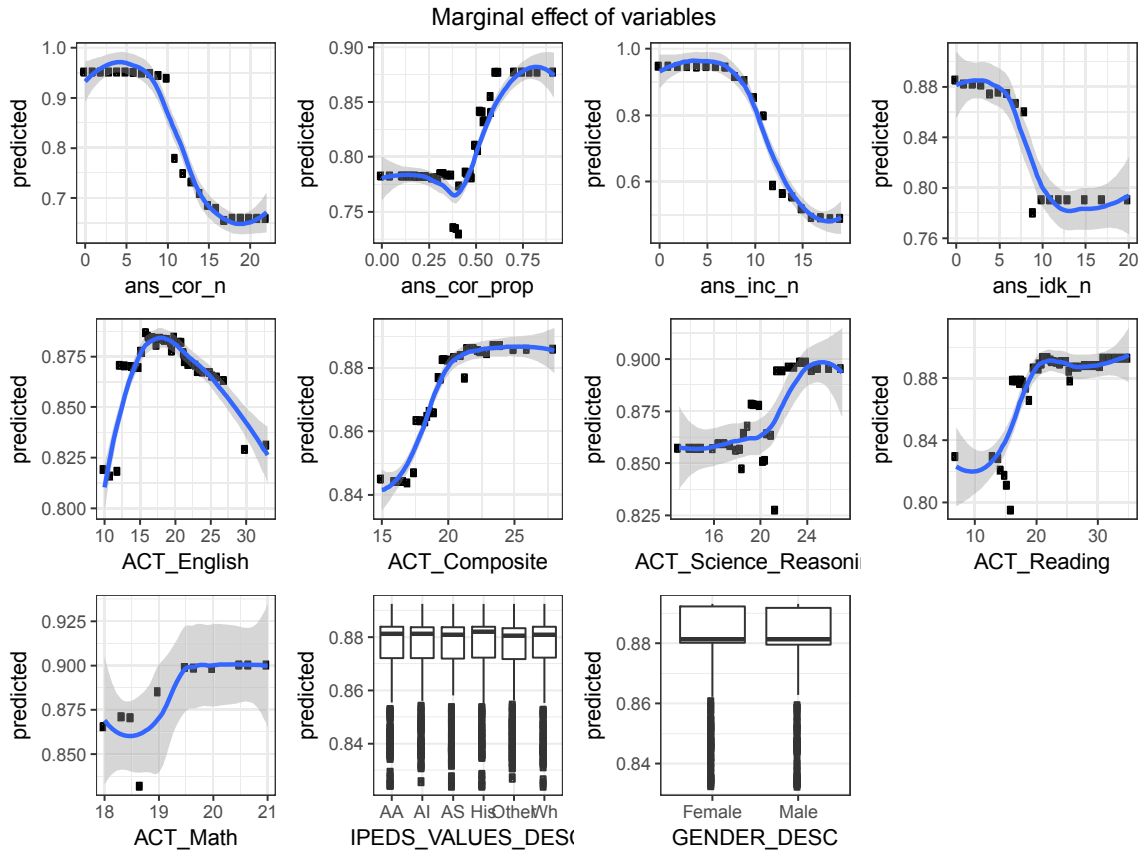 Marginal effect of variables
predicted
1.0
0.9
0.8
0.7
0 5 10 15 20
ans_cor_n
predicted
0.90
0.85
0.80
0.75
0.00 0.25 0.50 0.75
ans_cor_prop
predicted
1.0
0.8
0.6
0 5 10 15
ans_inc_n
predicted
0.88
0.84
0.80
0.76
0 5 10 15 20
ans_idk_n
predicted
0.875
0.850
0.825
0.800
10 15 20 25 30
ACT_English
predicted
0.88
0.86
0.84
15 20 25
ACT_Composite
predicted
0.900
0.875
0.850
0.825
16 20 24
ACT_Science_Reasoni
predicted
0.88
0.84
0.80
10 20 30
ACT_Reading
predicted
0.925
0.900
0.875
0.850
18 19 20 21
ACT_Math
predicted
0.88
0.86
0.84
AA AI AS His Other Wh
IPEDS_VALUES_DESC
predicted
0.88
0.86
0.84
Female Male
GENDER_DESC